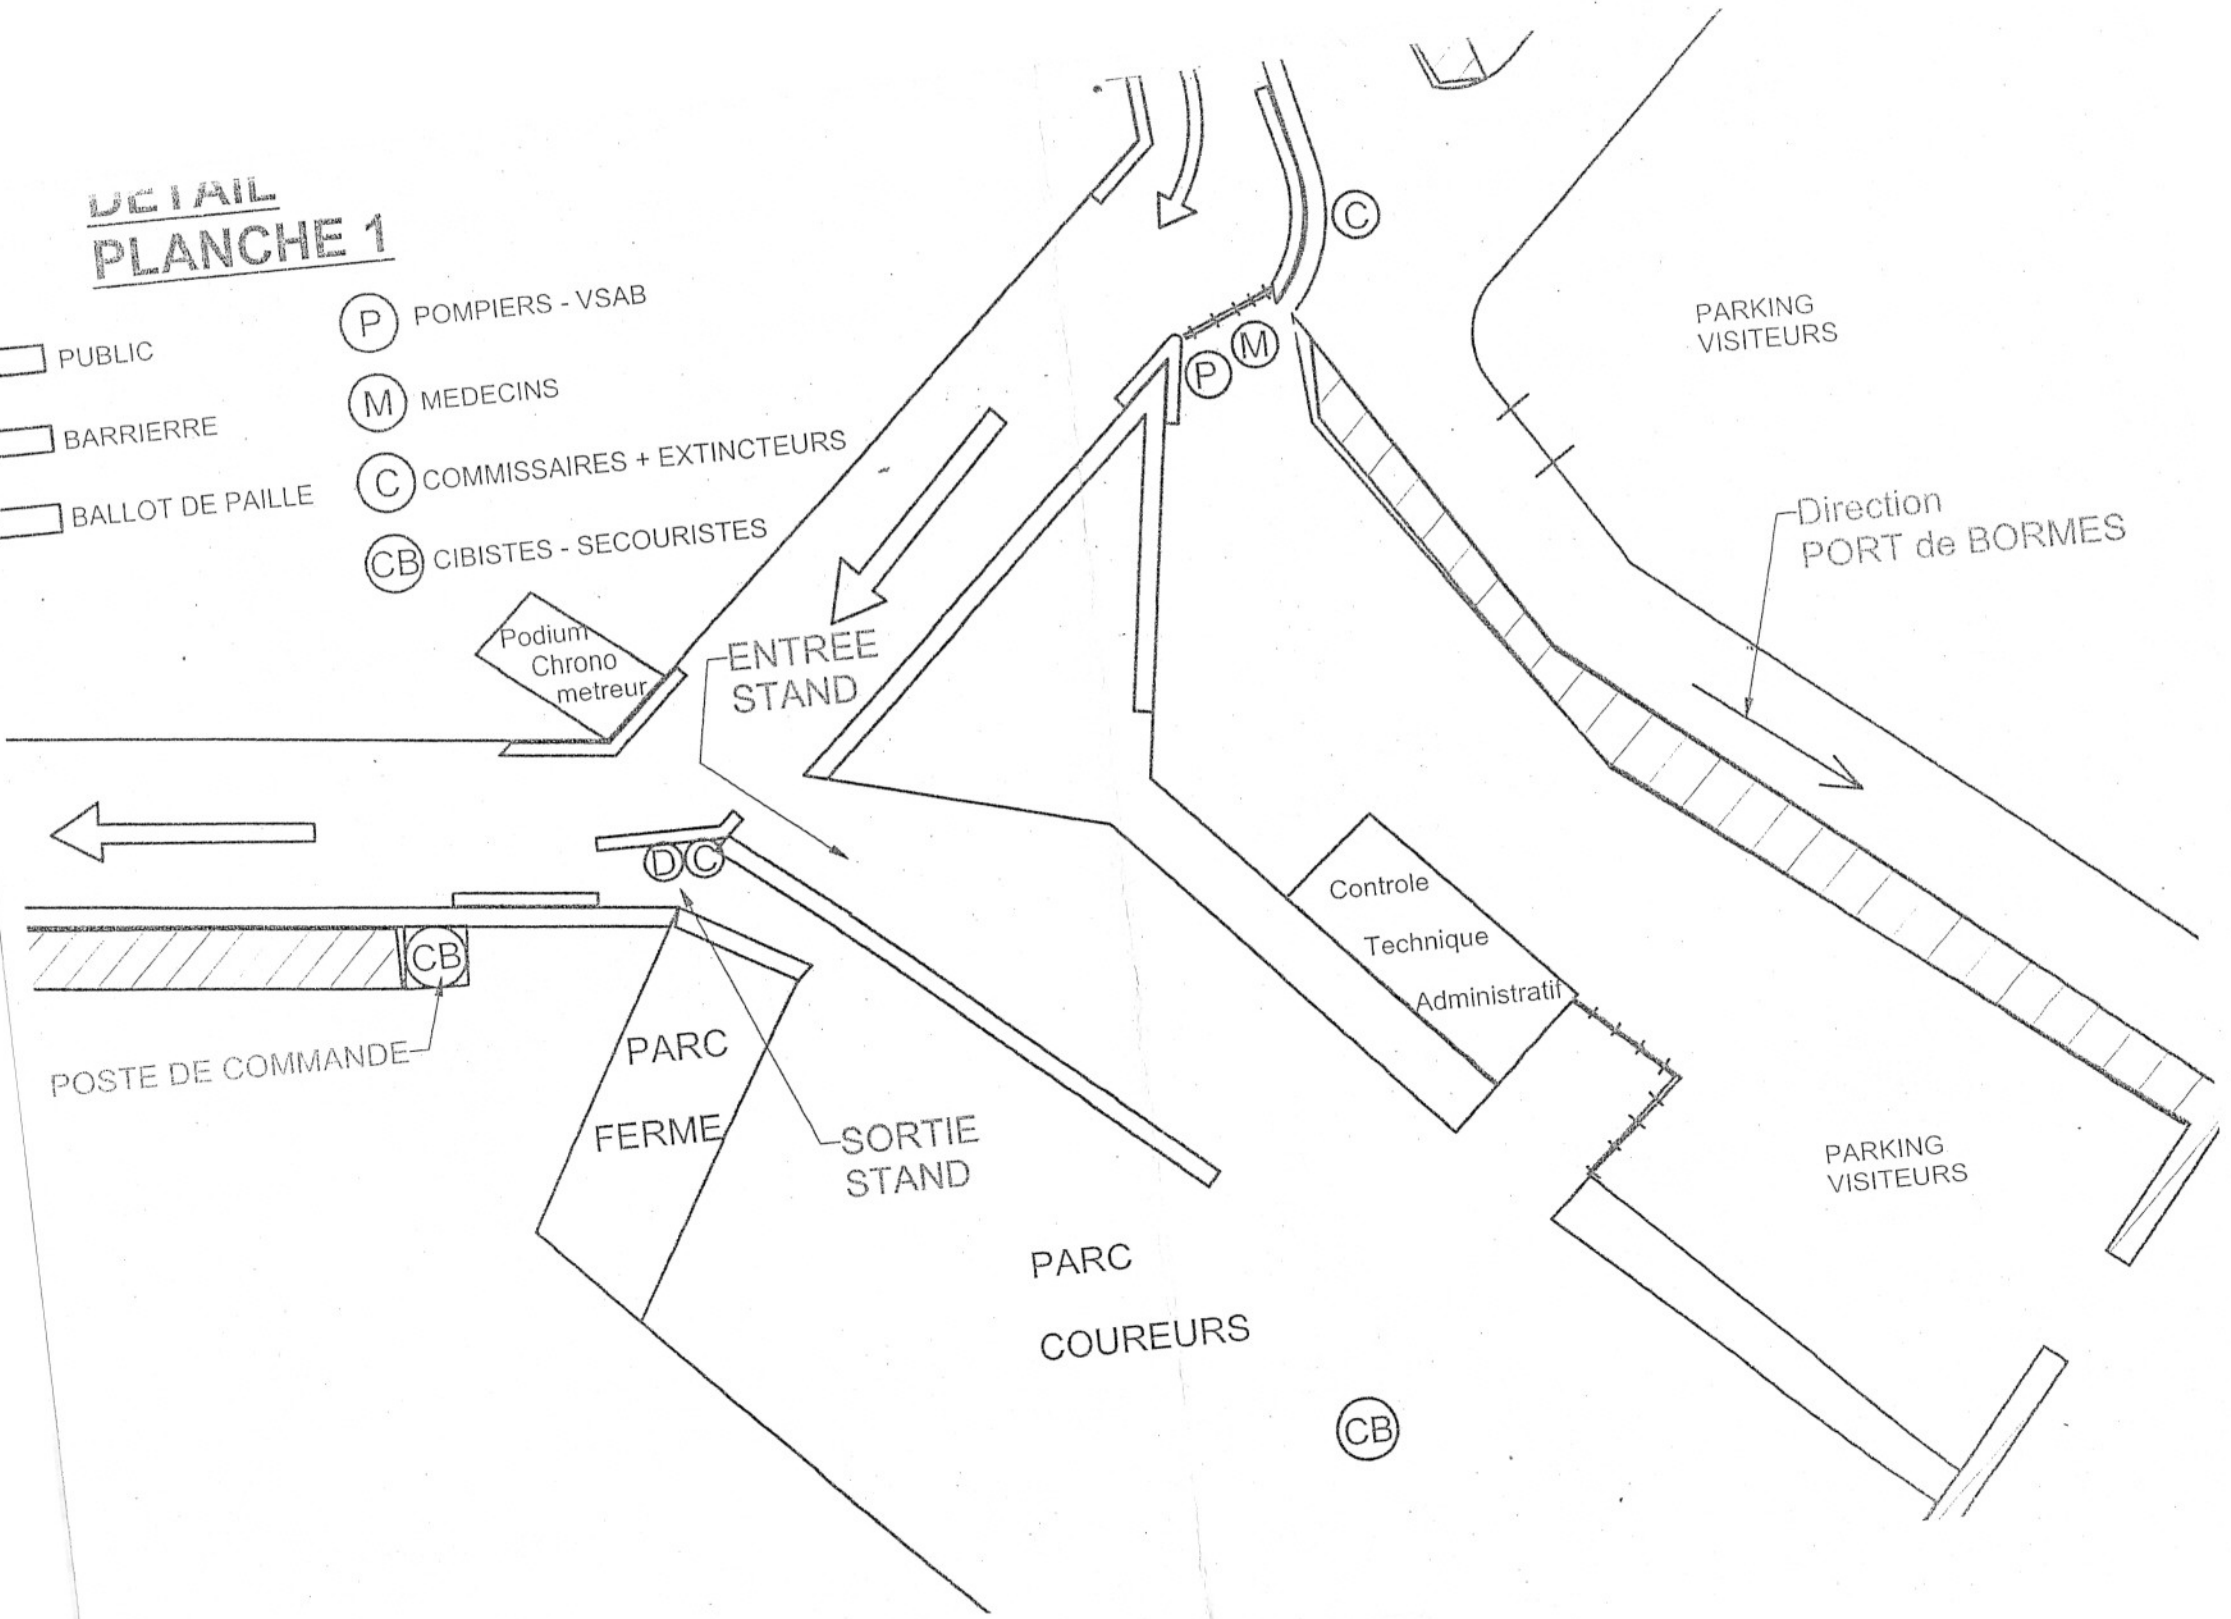 DETAIL
PLANCHE 1
PUBLIC
BARRIERRE
BALLOT DE PAILLE
P POMPIERS - VSAB
M MEDECINS
C COMMISSAIRES + EXTINCTEURS
CB CIBISTES - SECOURISTES
C
M
P
PARKING
VISITEURS
Direction
PORT de BORMES
Podium
Chrono
metreur
ENTREE
STAND
D C
CB
POSTE DE COMMANDE
PARC
FERME
SORTIE
STAND
Controle
Technique
Administratif
PARKING
VISITEURS
PARC
COUREURS
CB